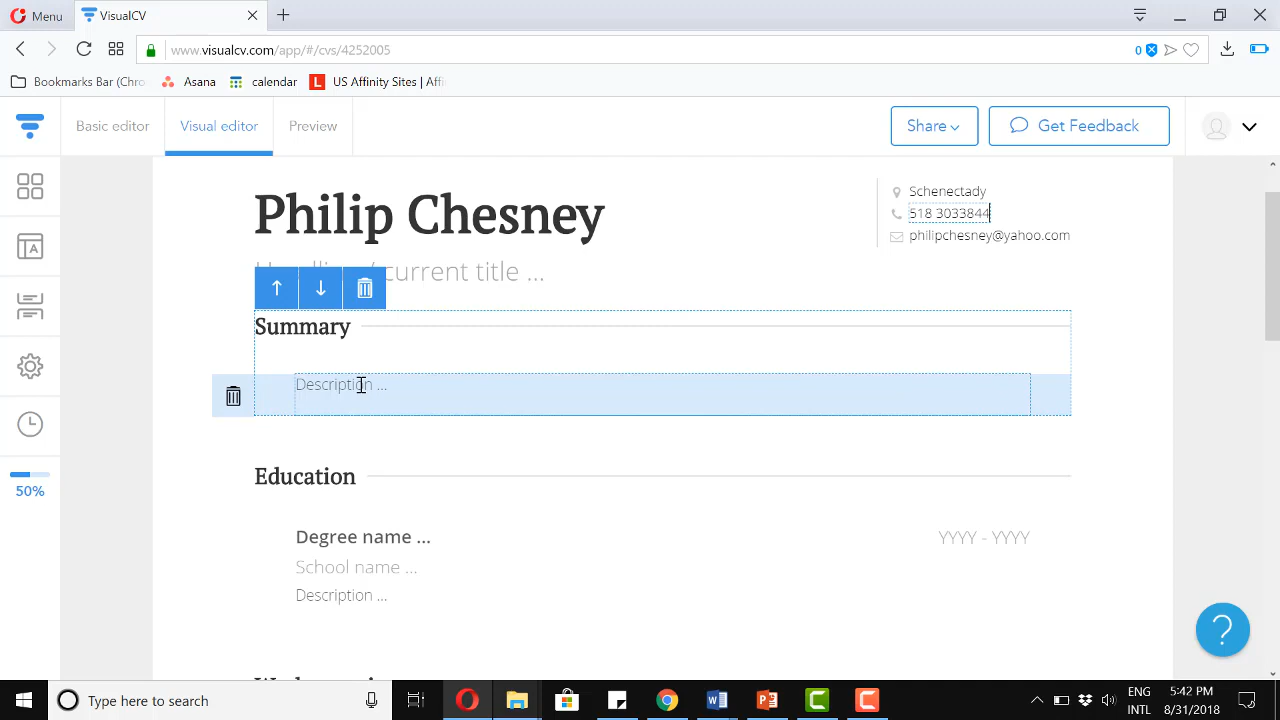 Menu
VisualCV
www.visualcv.com/app/#/cvs/4252005
0
Bookmarks Bar (Chro
Asana
calendar
US Affinity Sites | Aff
Basic editor
Visual editor
Preview
Share
Get Feedback
Philip Chesney
Schenectady
518 3033844
philipchesney@yahoo.com
current title ...
Summary
Description ...
Education
50%
Degree name ...
YYYY - YYYY
School name ...
Description ...
?
Type here to search
ENG
INTL
5:42 PM
8/31/2018